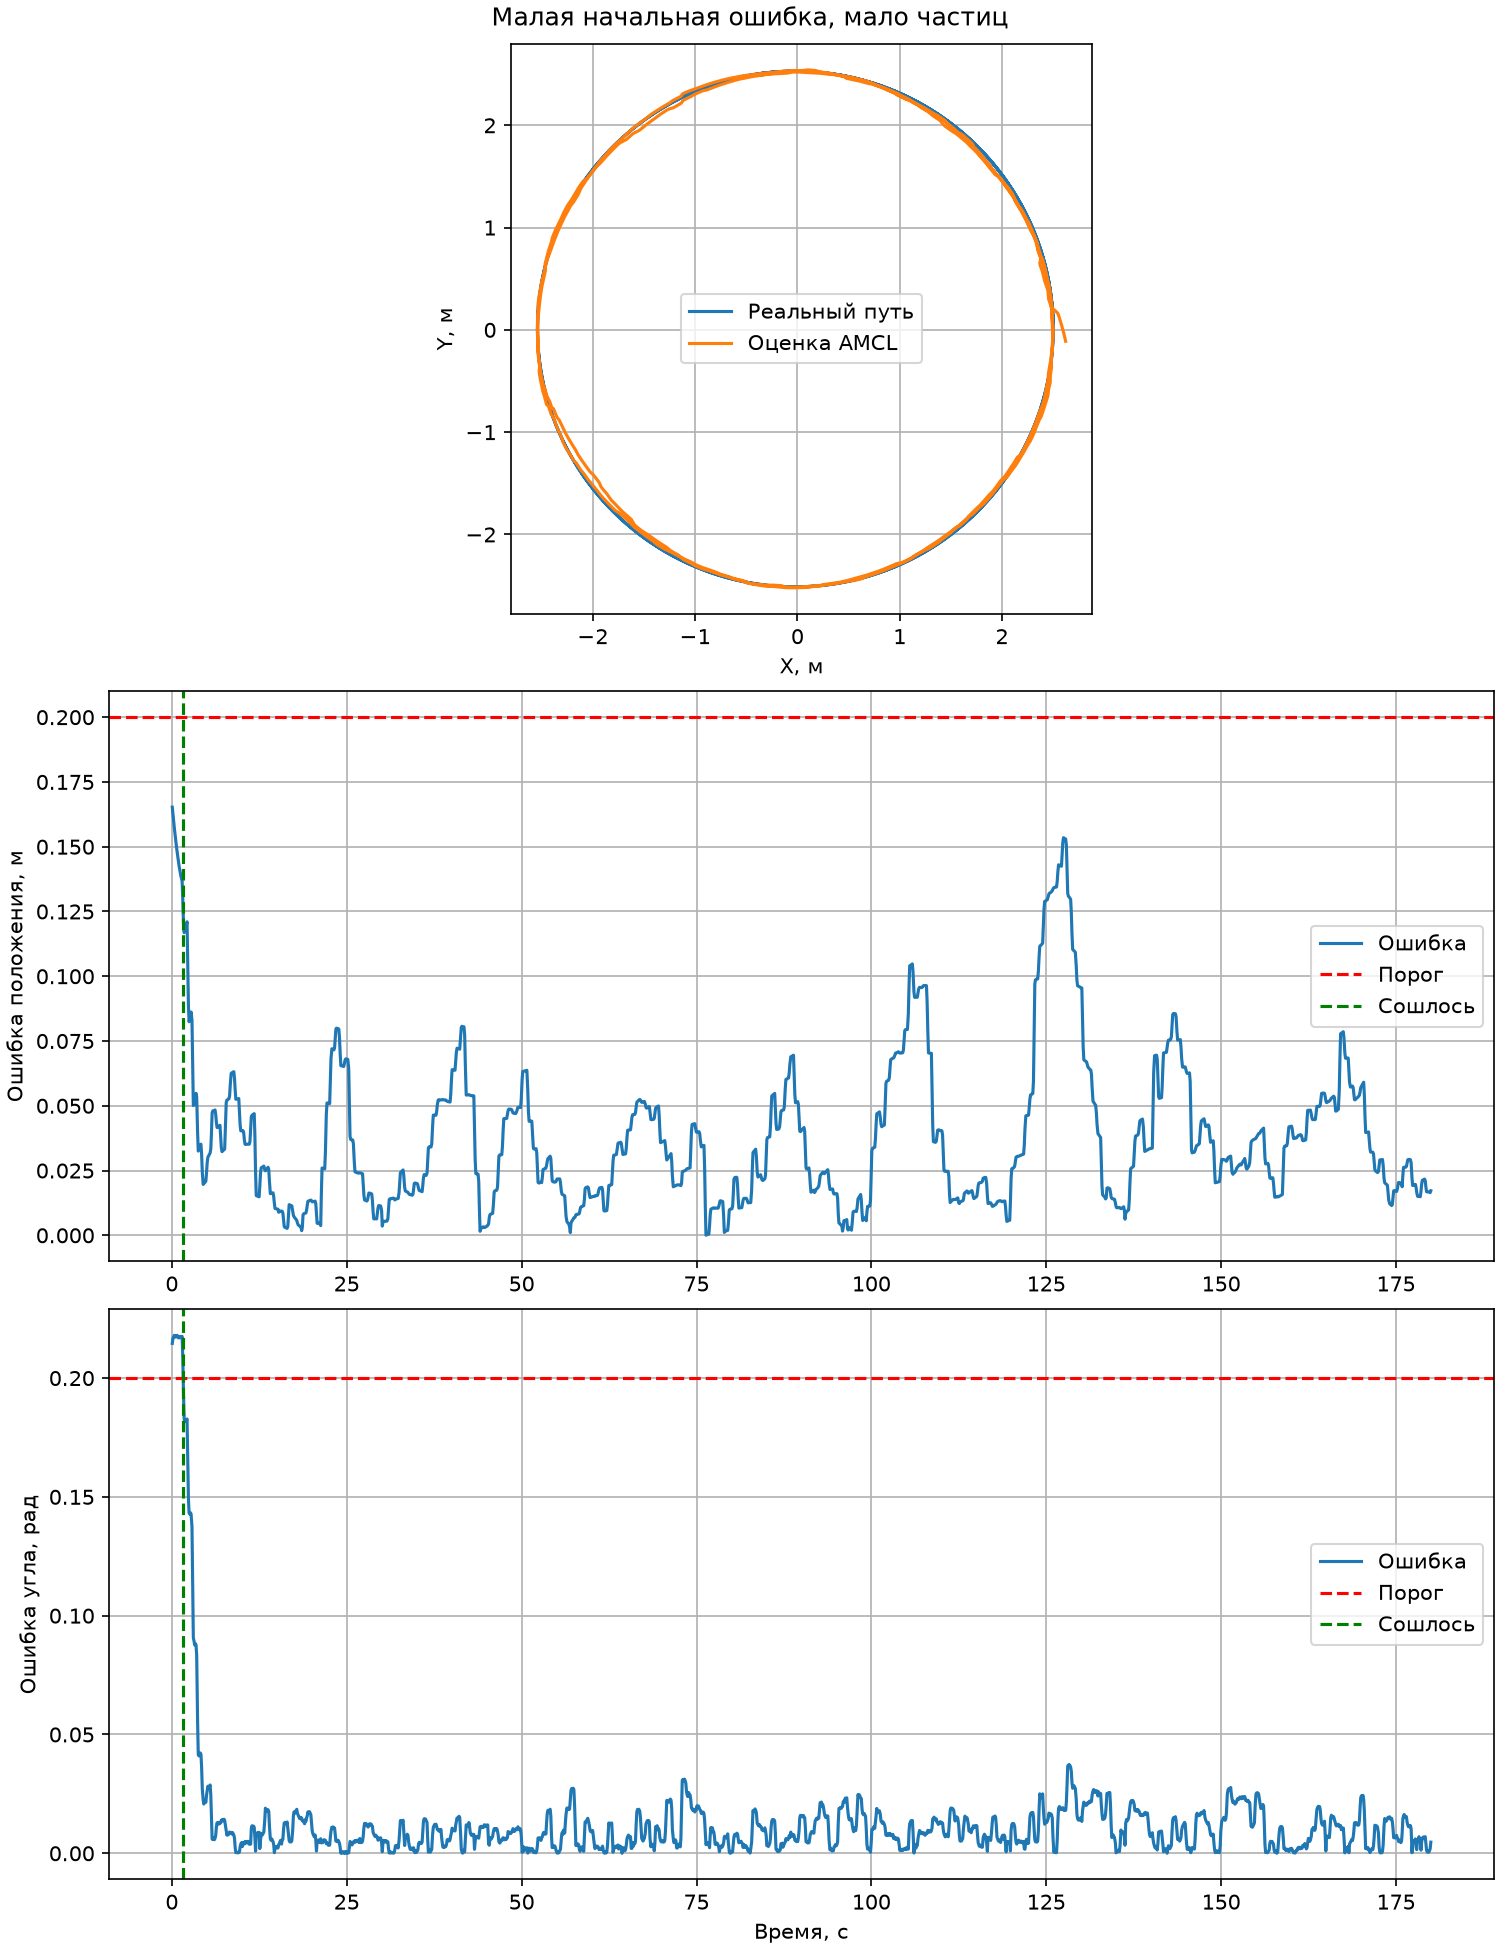 Малая начальная ошибка, мало частиц
2
1
0
−1
−2
Y, м
Реальный путь
Оценка AMCL
−2 −1 0 1 2
X, м
0.200
0.175
0.150
0.125
0.100
0.075
0.050
0.025
0.000
Ошибка положения, м
Ошибка
Порог
Сошлось
0 25 50 75 100 125 150 175
0.20
0.15
0.10
0.05
0.00
Ошибка угла, рад
Ошибка
Порог
Сошлось
0 25 50 75 100 125 150 175
Время, с